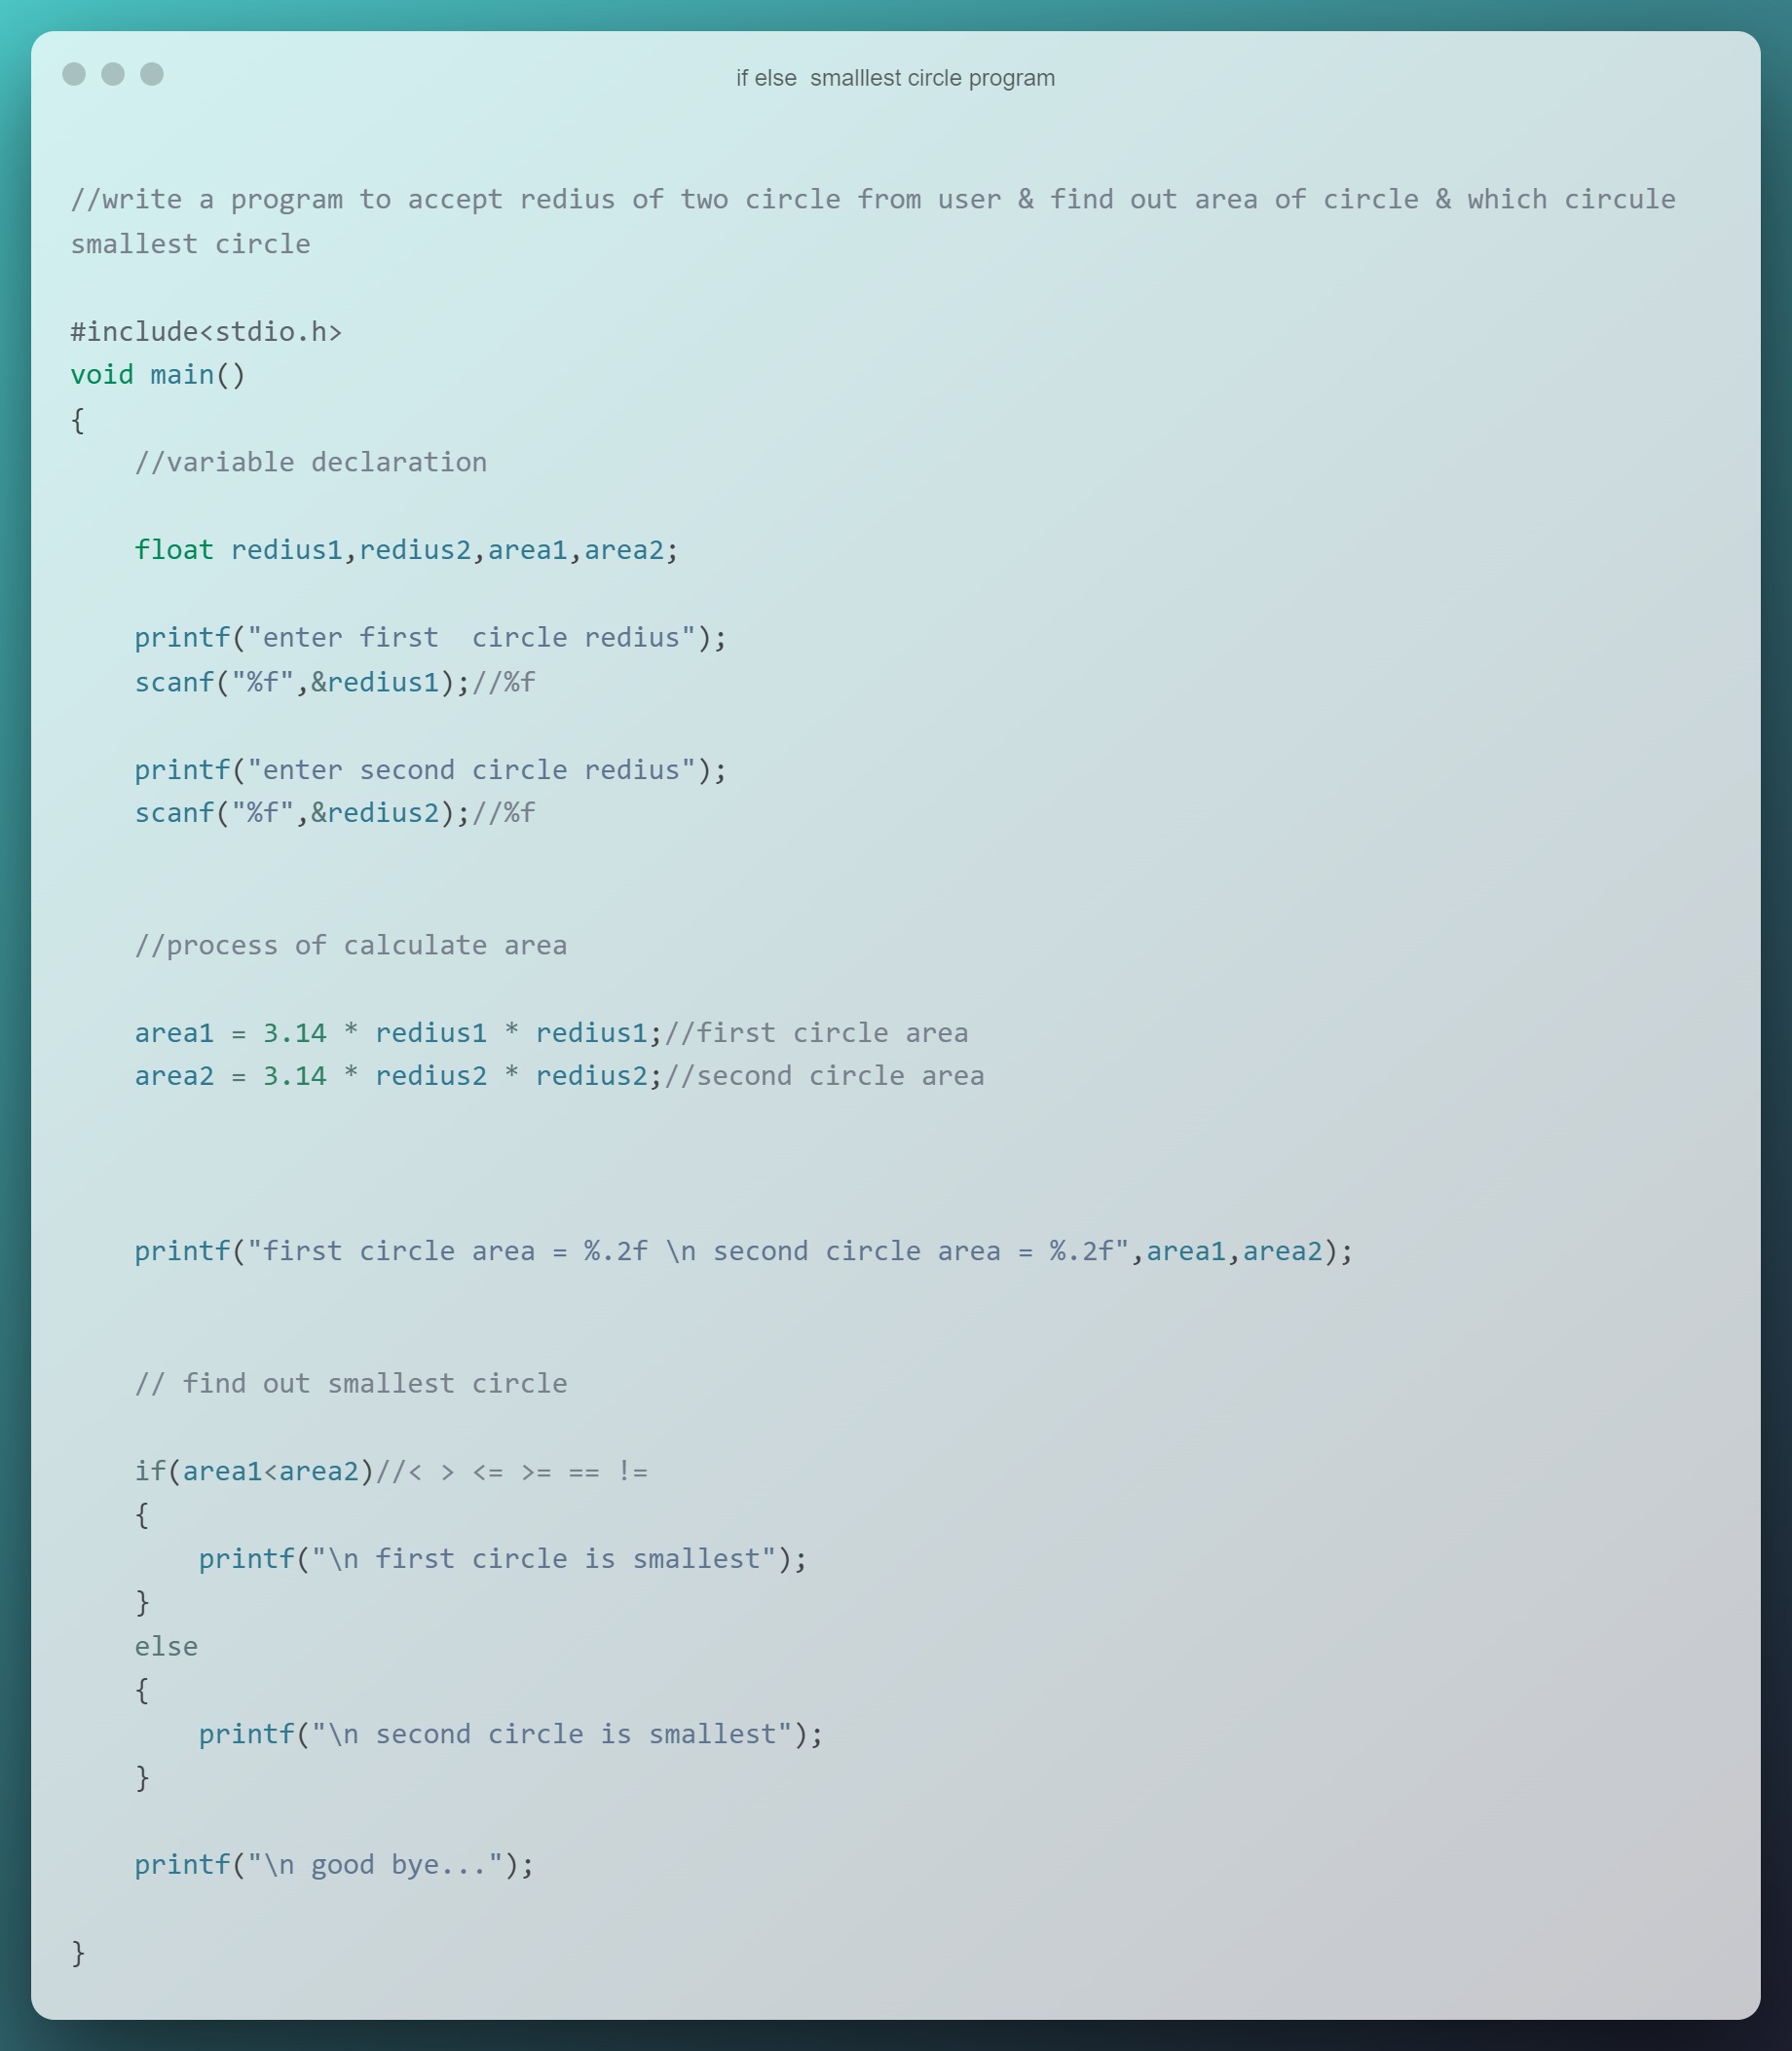 if else  smalllest circle program
//write a program to accept redius of two circle from user & find out area of circle & which circule
smallest circle
#include<stdio.h>
void main()
{
    //variable declaration
    float redius1,redius2,area1,area2;
    printf("enter first  circle redius");
    scanf("%f",&redius1);//%f
    printf("enter second circle redius");
    scanf("%f",&redius2);//%f
    //process of calculate area
    area1 = 3.14 * redius1 * redius1;//first circle area
    area2 = 3.14 * redius2 * redius2;//second circle area
    printf("first circle area = %.2f \n second circle area = %.2f",area1,area2);
    // find out smallest circle
    if(area1<area2)//< > <= >= == !=
    {
        printf("\n first circle is smallest");
    }
    else
    {
        printf("\n second circle is smallest");
    }
    printf("\n good bye...");
}